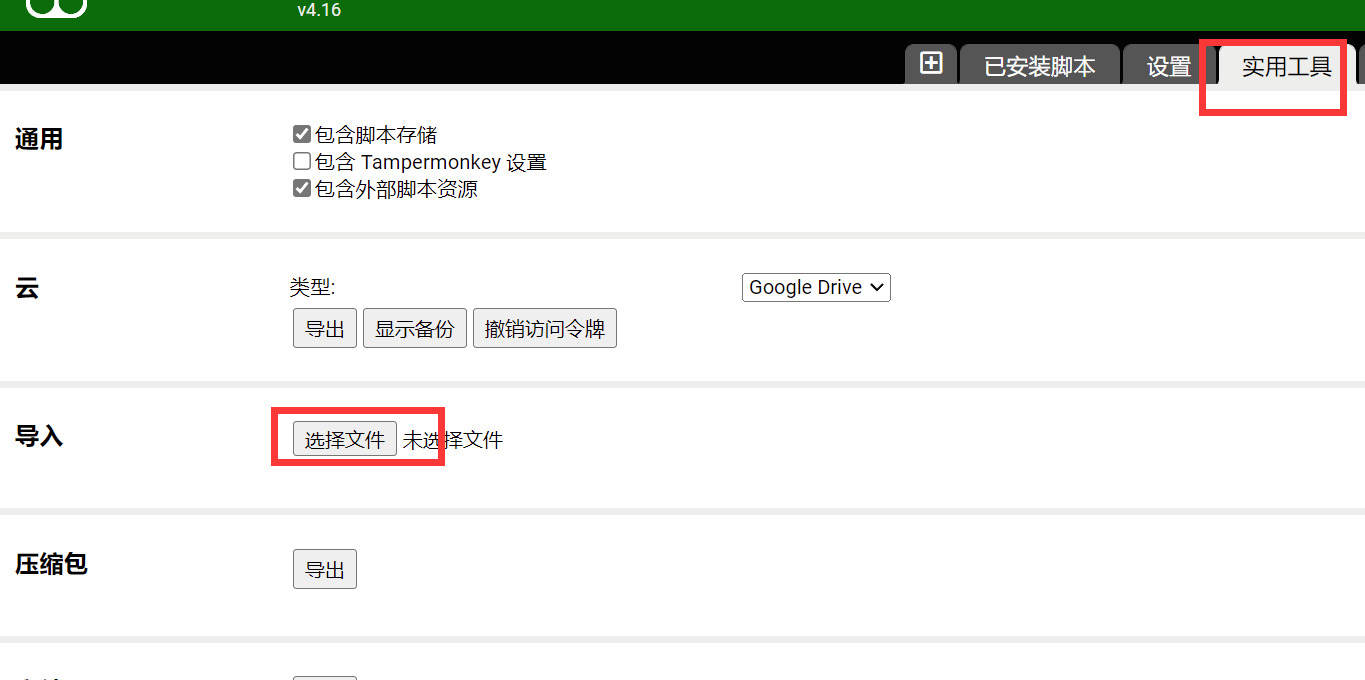 v4.16
已安装脚本 设置 实用工具
通用
包含脚本存储
包含 Tampermonkey 设置
包含外部脚本资源
云
类型: Google Drive
导出 显示备份 撤销访问令牌
导入
选择文件 未选择文件
压缩包
导出